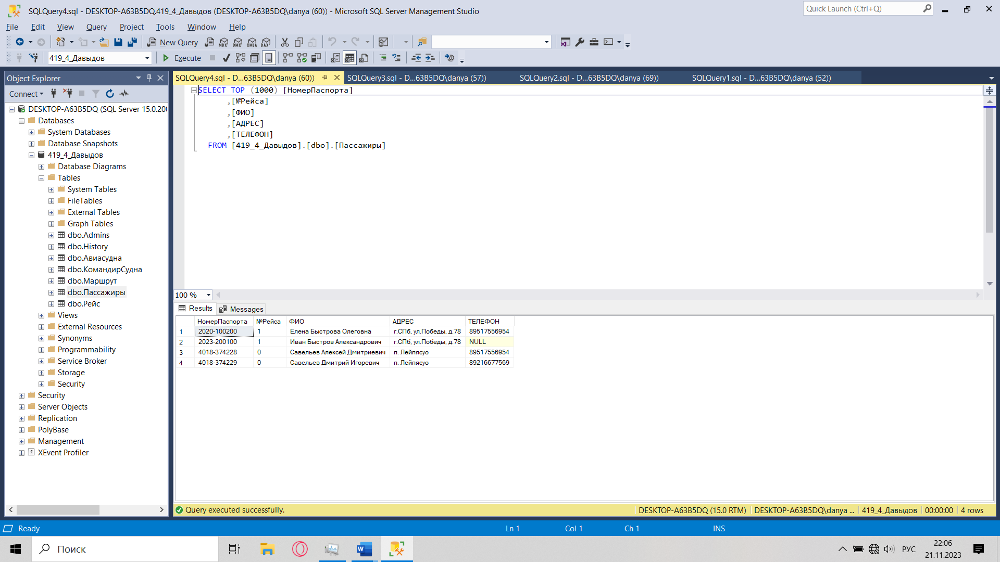 SQLQuery4.sql - DESKTOP-A63B5DQ.419_4_Давыдов (DESKTOP-A63B5DQ\danya (60)) - Microsoft SQL Server Management Studio
Quick Launch (Ctrl+Q)
File Edit View Query Project Tools Window Help
New Query MDX DMX XMLA DAX
419_4_Давыдов Execute
Object Explorer
Connect
DESKTOP-A63B5DQ (SQL Server 15.0.200
Databases
System Databases
Database Snapshots
419_4_Давыдов
Database Diagrams
Tables
System Tables
FileTables
External Tables
Graph Tables
dbo.Admins
dbo.History
dbo.Авиасудна
dbo.КомандирСудна
dbo.Маршрут
dbo.Пассажиры
dbo.Рейс
Views
External Resources
Synonyms
Programmability
Service Broker
Storage
Security
Security
Server Objects
Replication
PolyBase
Management
XEvent Profiler
SQLQuery4.sql - D...63B5DQ\danya (60)) SQLQuery3.sql - D...63B5DQ\danya (57)) SQLQuery2.sql - D...63B5DQ\danya (69)) SQLQuery1.sql - D...63B5DQ\danya (52))
SELECT TOP (1000) [НомерПаспорта]
,[№Рейса]
,[ФИО]
,[АДРЕС]
,[ТЕЛЕФОН]
FROM [419_4_Давыдов].[dbo].[Пассажиры]
100 %
Results Messages
НомерПаспорта №Рейса ФИО АДРЕС ТЕЛЕФОН
1 2020-100200 1 Елена Быстрова Олеговна г.СПб, ул.Победы, д.78 89517556954
2 2023-200100 1 Иван Быстров Александрович г.СПб, ул.Победы, д.78 NULL
3 4018-374228 0 Савельев Алексей Дмитриевич п. Лейпясуо 89517556954
4 4018-374229 0 Савельев Дмитрий Игоревич п. Лейпясуо 89216677569
Query executed successfully. DESKTOP-A63B5DQ (15.0 RTM) DESKTOP-A63B5DQ\danya ... 419_4_Давыдов 00:00:00 4 rows
Ready Ln 1 Col 1 Ch 1 INS
Поиск РУС 22:06
21.11.2023